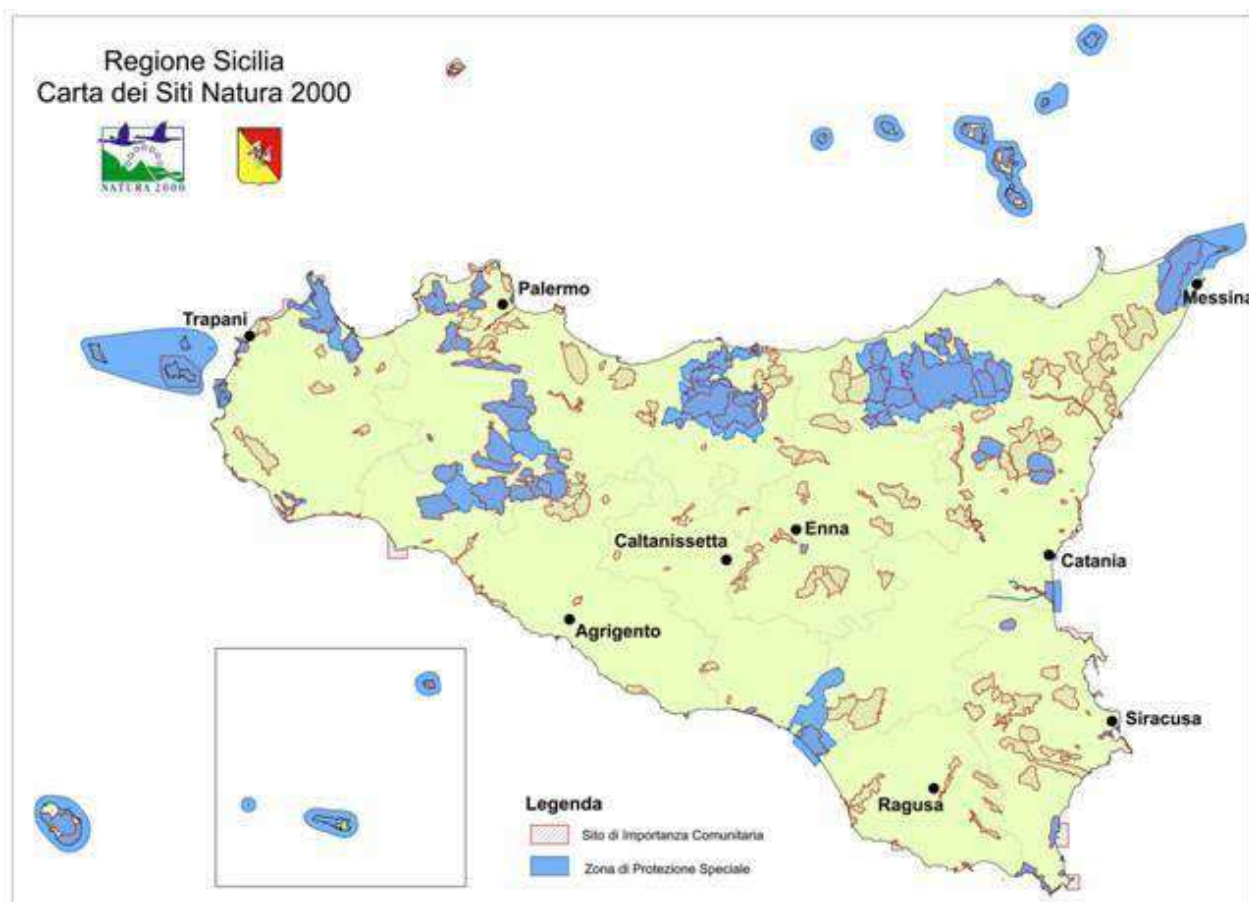 Regione Sicilia
Carta dei Siti Natura 2000
NATURA 2000
Palermo
Trapani
Messina
Enna
Caltanissetta
Catania
Agrigento
Siracusa
Ragusa
Legenda
Sito di Importanza Comunitaria
Zona di Protezione Speciale